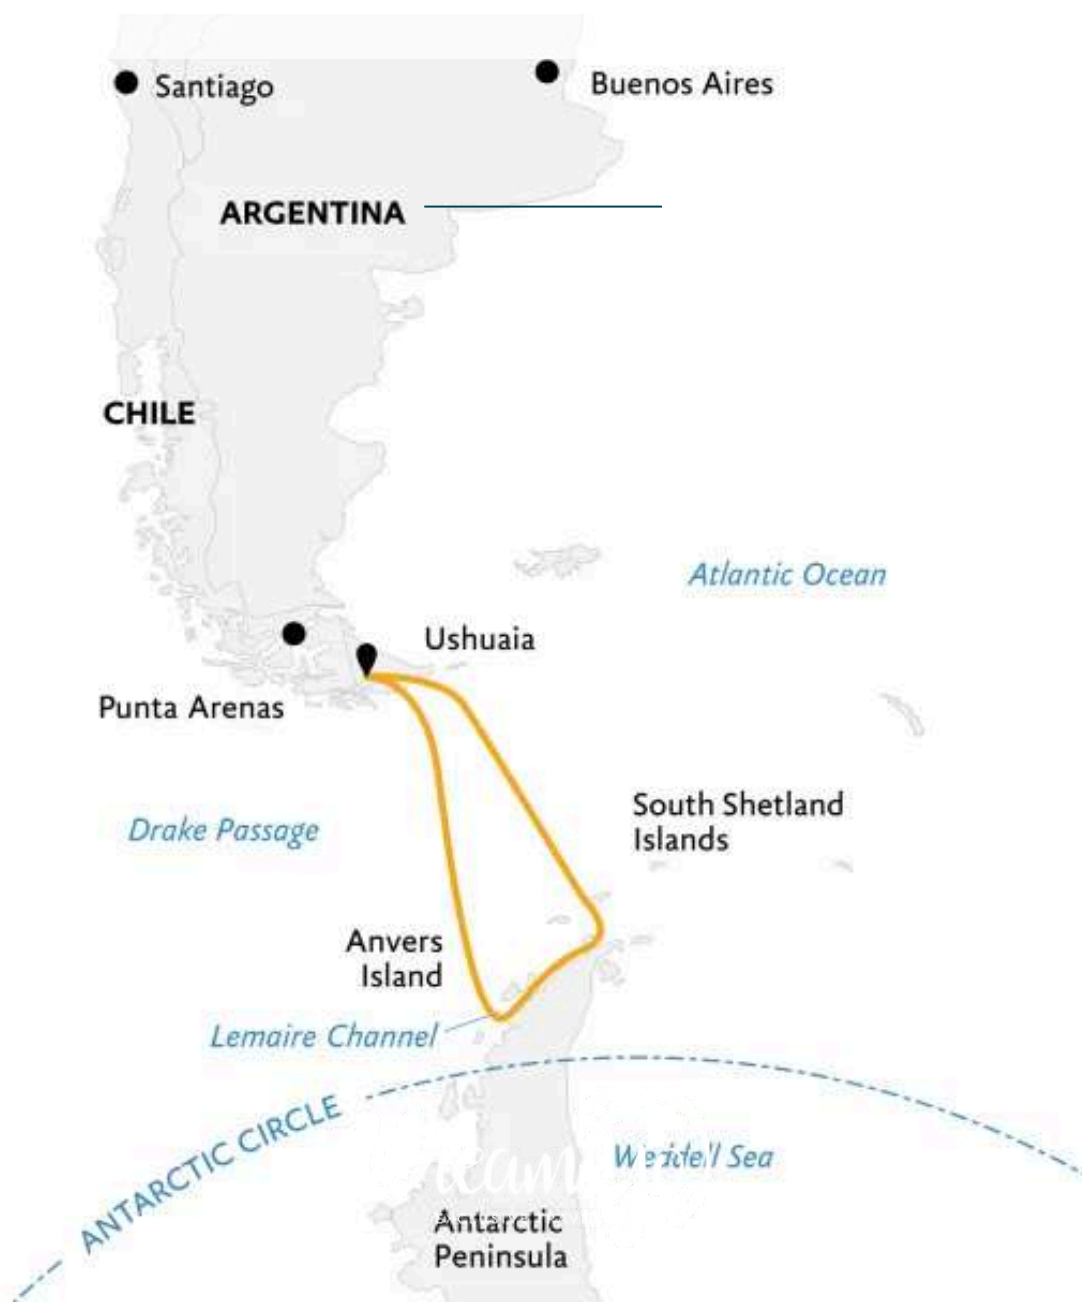 Santiago
Buenos Aires
ARGENTINA
CHILE
Atlantic Ocean
Ushuaia
Punta Arenas
South Shetland
Islands
Drake Passage
Anvers
Island
Lemaire Channel
ANTARCTIC CIRCLE
Weddell Sea
Antarctic
Peninsula